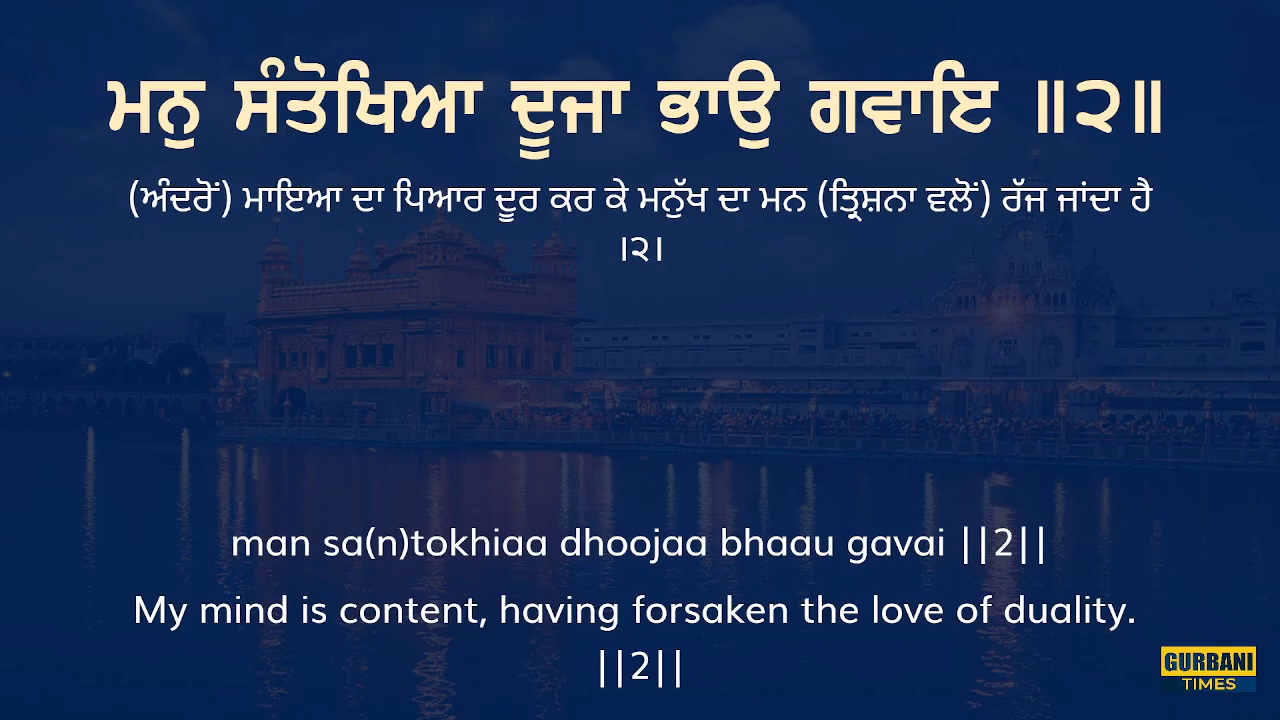 ਮਨੁ ਸੰਤੋਖਿਆ ਦੂਜਾ ਭਾਉ ਗਵਾਇ ॥੨॥
(ਅੰਦਰੋਂ) ਮਾਇਆ ਦਾ ਪਿਆਰ ਦੂਰ ਕਰ ਕੇ ਮਨੁੱਖ ਦਾ ਮਨ (ਤ੍ਰਿਸ਼ਨਾ ਵਲੋਂ) ਰੱਜ ਜਾਂਦਾ ਹੈ
।੨।
man sa(n)tokhiaa dhoojaa bhaau gavai ||2||
My mind is content, having forsaken the love of duality.
||2||
GURBANI
TIMES